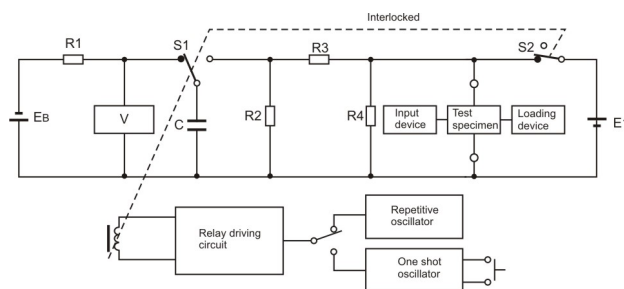 Interlocked
R1
S1
R3
S2
EB
V
C
R2
R4
Input
device
Test
specimen
Loading
device
Relay driving
circuit
Repetitive
oscillator
One shot
oscillator